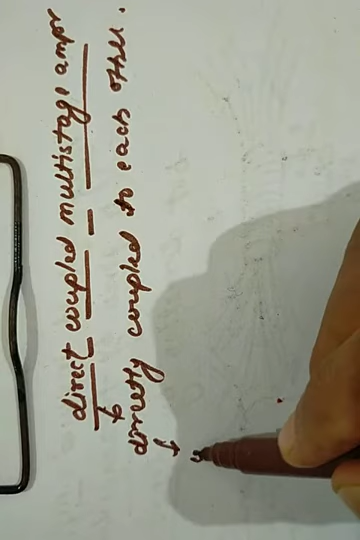 direct coupled multistage ampr
directly coupled to each other.